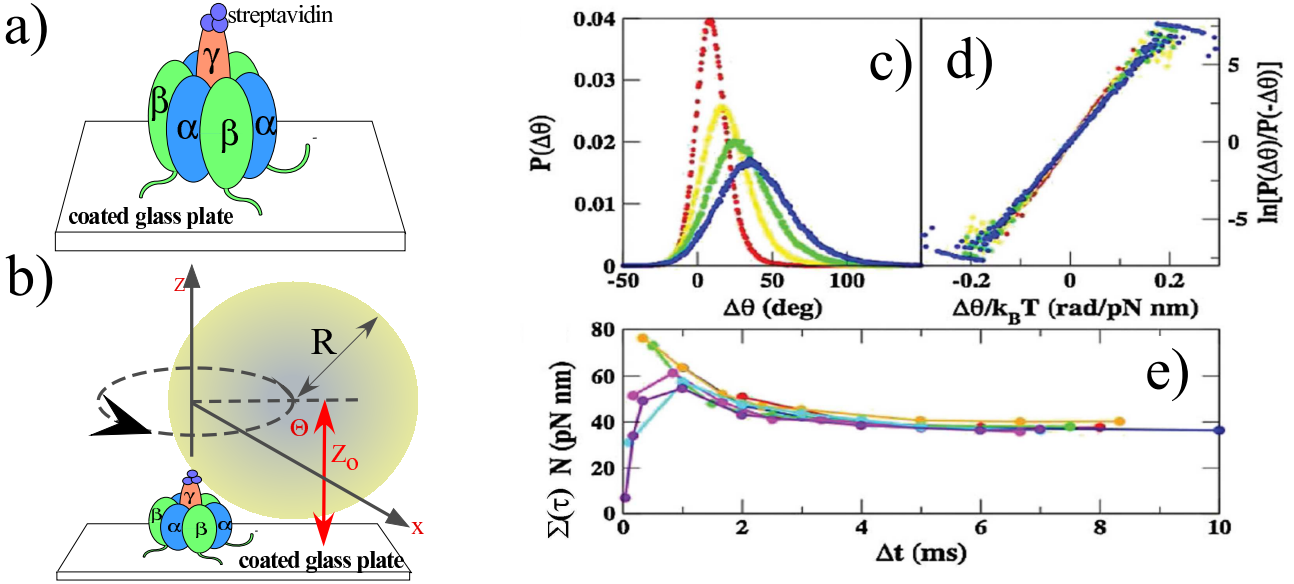 a)
streptavidin
γ
β
α
β
α
-
coated glass plate
b)
z
R
Θ
Zo
x
γ
β
α
β
α
-
coated glass plate
c)
P(Δθ)
0.04
0.03
0.02
0.01
0
-50
0
50
100
Δθ (deg)
d)
-0.2
0
0.2
Δθ/kBT (rad/pN nm)
5
0
-5
ln[P(Δθ)/P(-Δθ)]
e)
Σ(τ) N (pN nm)
80
60
40
20
0
0
2
4
6
8
10
Δt (ms)